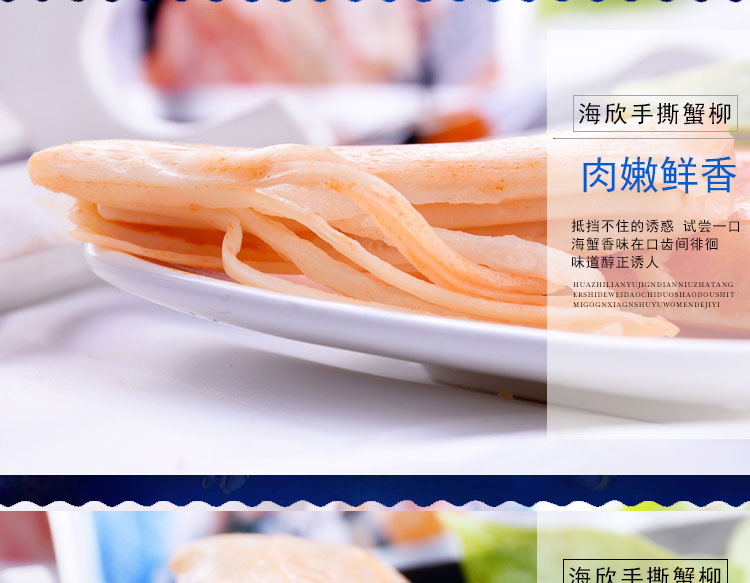 海欣手撕蟹柳
肉嫩鲜香
抵挡不住的诱惑 试尝一口
海蟹香味在口齿间徘徊
味道醇正诱人
HUAZHILIANYUJIGNDIANNIUZHATANG
ERSHIDEWEIDAOCHIDUOSHAODOUSHIT
MIGOGNXIAGNSHUYUWOMENDEJIYI
海欣手撕蟹柳